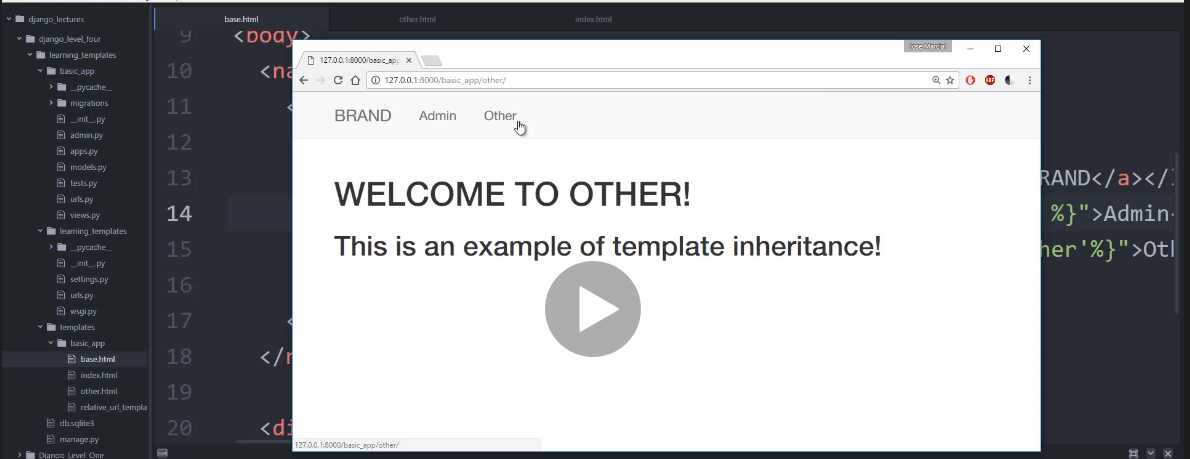 django_lectures
django_level_four
learning_templates
basic_app
__pycache__
migrations
__init__.py
admin.py
apps.py
models.py
tests.py
urls.py
views.py
learning_templates
__pycache__
__init__.py
settings.py
urls.py
wsgi.py
templates
basic_app
base.html
index.html
other.html
relative_url_templa
db.sqlite3
manage.py
Django_Level_One
base.html other.html index.html
9 <body>
10 <na
11 <
12
13 RAND</a></
14 %}">Admin
15 her'%}">Ot
16
17 <
18 </n
19
20 <di
Jose Marcial
127.0.0.1:8000/basic_app
127.0.0.1:8000/basic_app/other/
ABP
BRAND Admin Other
WELCOME TO OTHER!
This is an example of template inheritance!
127.0.0.1:8000/basic_app/other/